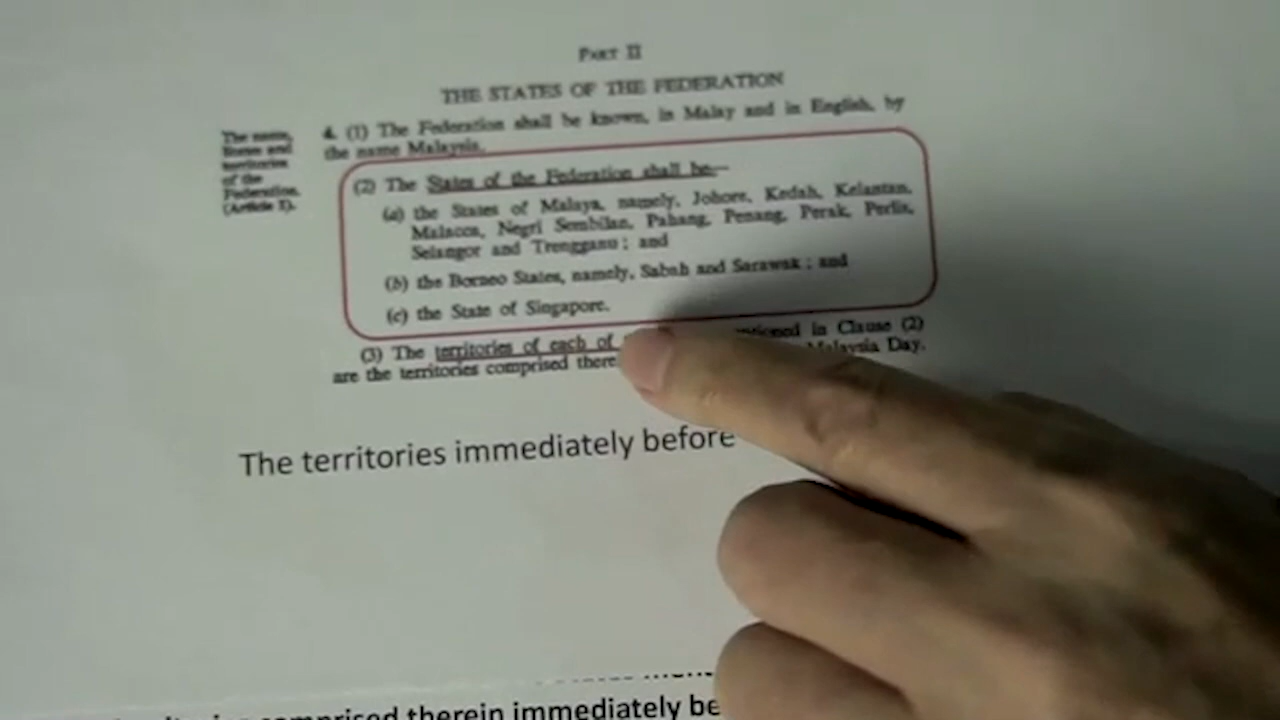 PART II
THE STATES OF THE FEDERATION
The name,
States and
territories
of the
Federation.
(Article 1).
4. (1) The Federation shall be known, in Malay and in English, by
the name Malaysia.
(2) The States of the Federation shall be—
(a) the States of Malaya, namely, Johore, Kedah, Kelantan,
Malacca, Negri Sembilan, Pahang, Penang, Perak, Perlis,
Selangor and Trengganu; and
(b) the Borneo States, namely, Sabah and Sarawak; and
(c) the State of Singapore.
(3) The territories of each of in Clause (2)
are the territories comprised Malaysia Day.
The territories immediately before
comprised therein immediately be